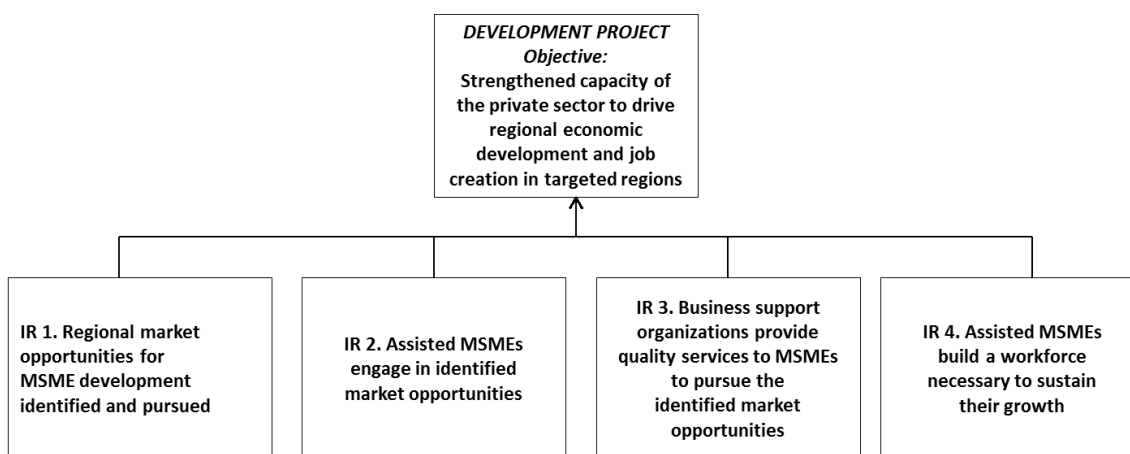 DEVELOPMENT PROJECT
Objective:
Strengthened capacity of
the private sector to drive
regional economic
development and job
creation in targeted regions
IR 1. Regional market
opportunities for
MSME development
identified and pursued
IR 2. Assisted MSMEs
engage in identified
market opportunities
IR 3. Business support
organizations provide
quality services to MSMEs
to pursue the
identified market
opportunities
IR 4. Assisted MSMEs
build a workforce
necessary to sustain
their growth